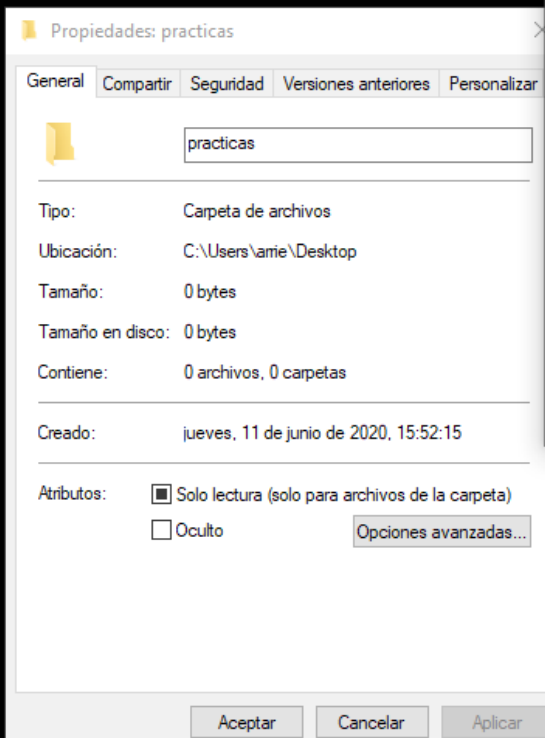 Propiedades: practicas
General Compartir Seguridad Versiones anteriores Personalizar
practicas
Tipo: Carpeta de archivos
Ubicación: C:\Users\arrie\Desktop
Tamaño: 0 bytes
Tamaño en disco: 0 bytes
Contiene: 0 archivos, 0 carpetas
Creado: jueves, 11 de junio de 2020, 15:52:15
Atributos: Solo lectura (solo para archivos de la carpeta)
Oculto Opciones avanzadas...
Aceptar Cancelar Aplicar